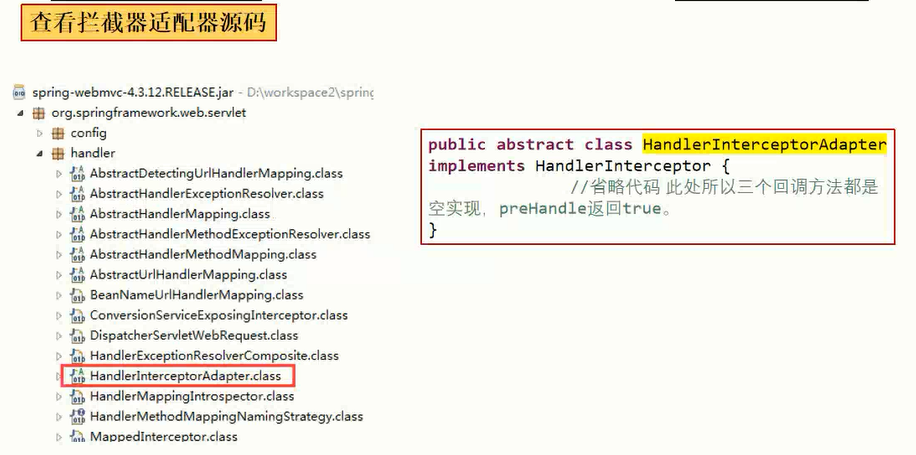 查看拦截器适配器源码
spring-webmvc-4.3.12.RELEASE.jar - D:\workspace2\spring
org.springframework.web.servlet
config
handler
AbstractDetectingUrlHandlerMapping.class
AbstractHandlerExceptionResolver.class
AbstractHandlerMapping.class
AbstractHandlerMethodExceptionResolver.class
AbstractHandlerMethodMapping.class
AbstractUrlHandlerMapping.class
BeanNameUrlHandlerMapping.class
ConversionServiceExposingInterceptor.class
DispatcherServletWebRequest.class
HandlerExceptionResolverComposite.class
HandlerInterceptorAdapter.class
HandlerMappingIntrospector.class
HandlerMethodMappingNamingStrategy.class
MappedInterceptor.class
public abstract class HandlerInterceptorAdapter
implements HandlerInterceptor {
//省略代码 此处所以三个回调方法都是
空实现，preHandle返回true。
}